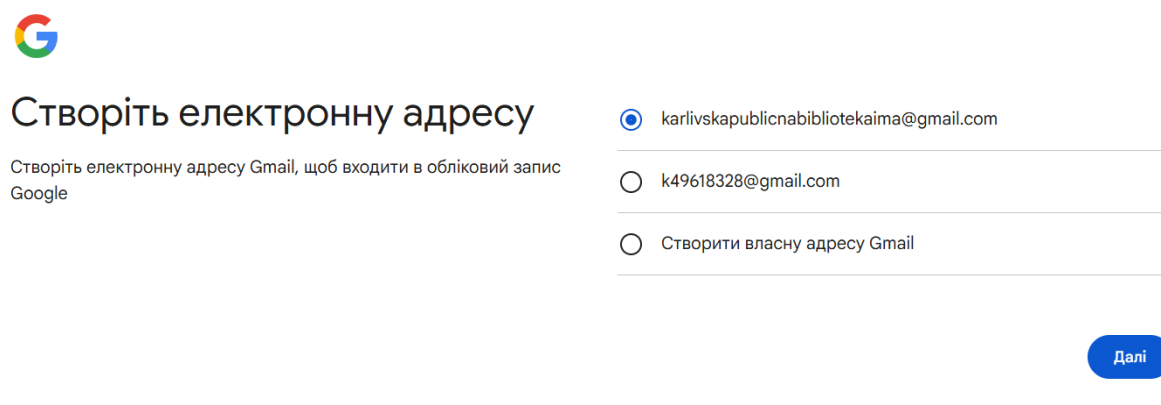 Створіть електронну адресу
Створіть електронну адресу Gmail, щоб входити в обліковий запис
Google
karlivskapublicnabibliotekaima@gmail.com
k49618328@gmail.com
Створити власну адресу Gmail
Далі